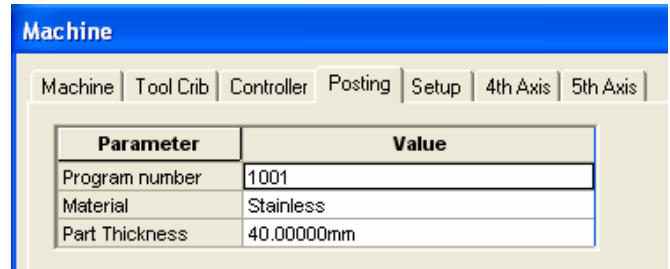 Machine
Machine Tool Crib Controller Posting Setup 4th Axis 5th Axis
Parameter Value
Program number 1001
Material Stainless
Part Thickness 40.00000mm